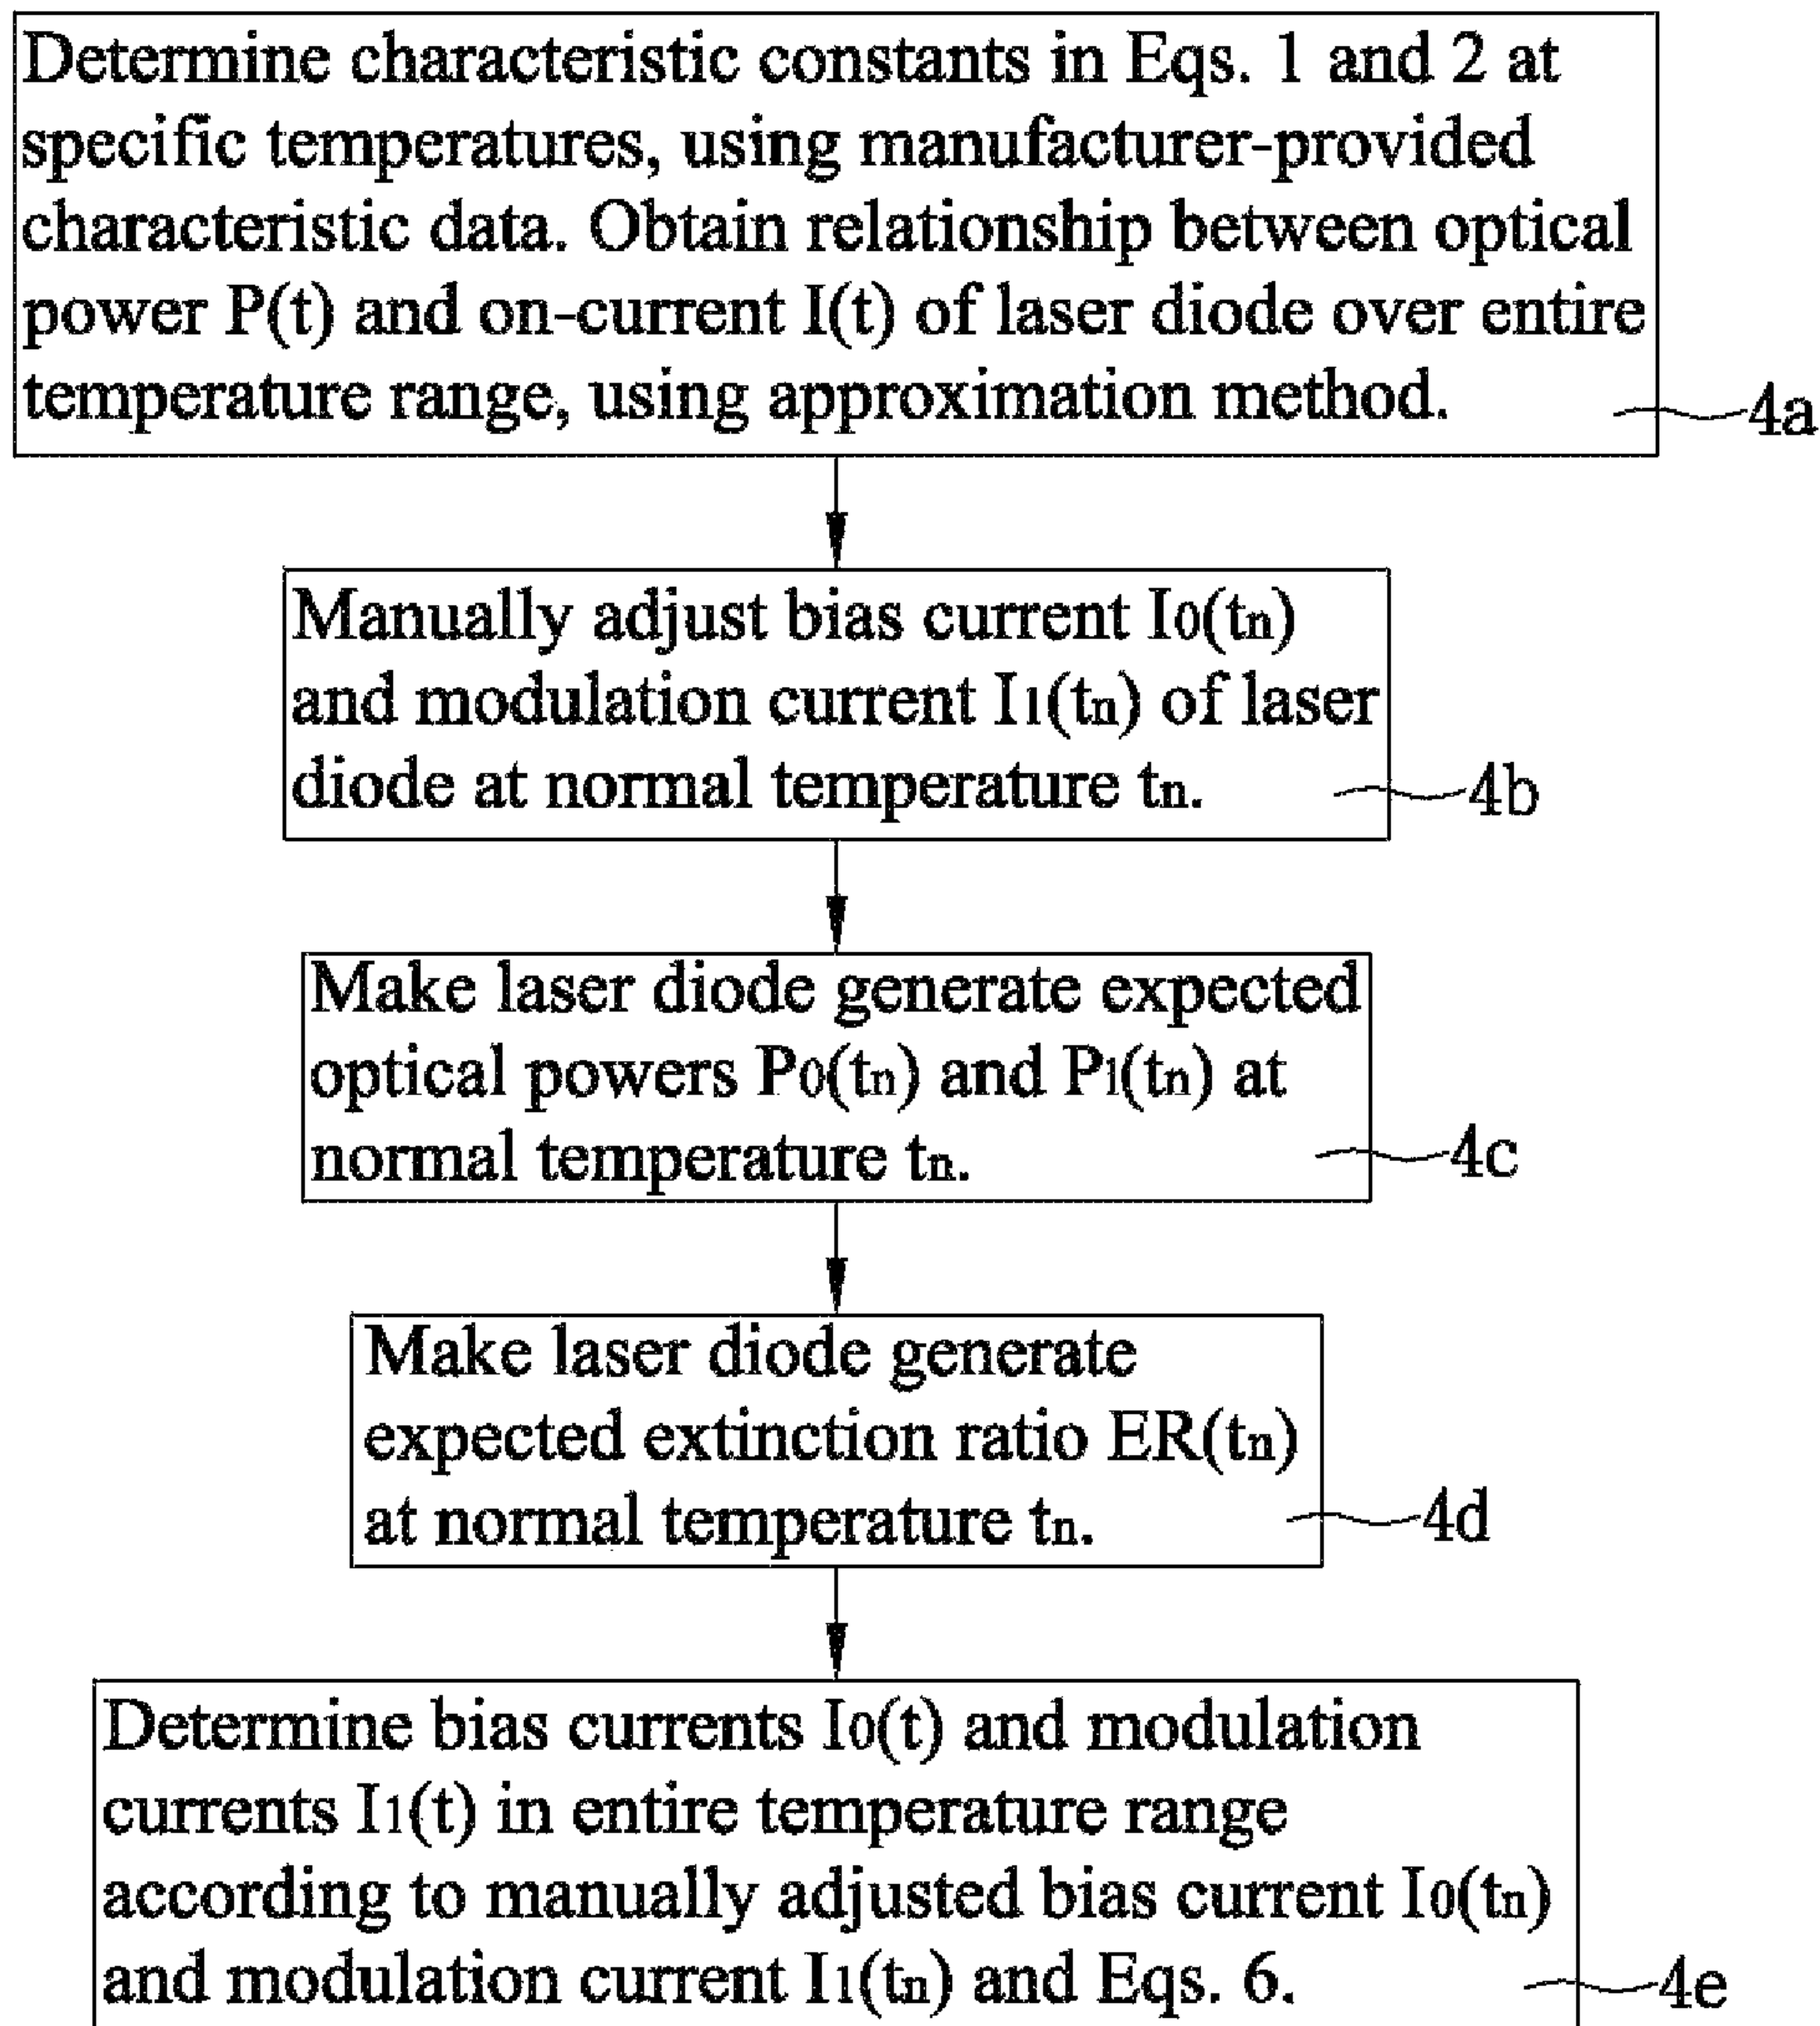 Determine characteristic constants in Eqs. 1 and 2 at
specific temperatures, using manufacturer-provided
characteristic data. Obtain relationship between optical
power P(t) and on-current I(t) of laser diode over entire
temperature range, using approximation method.
4a
Manually adjust bias current I0(tn)
and modulation current I1(tn) of laser
diode at normal temperature tn.
4b
Make laser diode generate expected
optical powers P0(tn) and P1(tn) at
normal temperature tn.
4c
Make laser diode generate
expected extinction ratio ER(tn)
at normal temperature tn.
4d
Determine bias currents I0(t) and modulation
currents I1(t) in entire temperature range
according to manually adjusted bias current I0(tn)
and modulation current I1(tn) and Eqs. 6.
4e